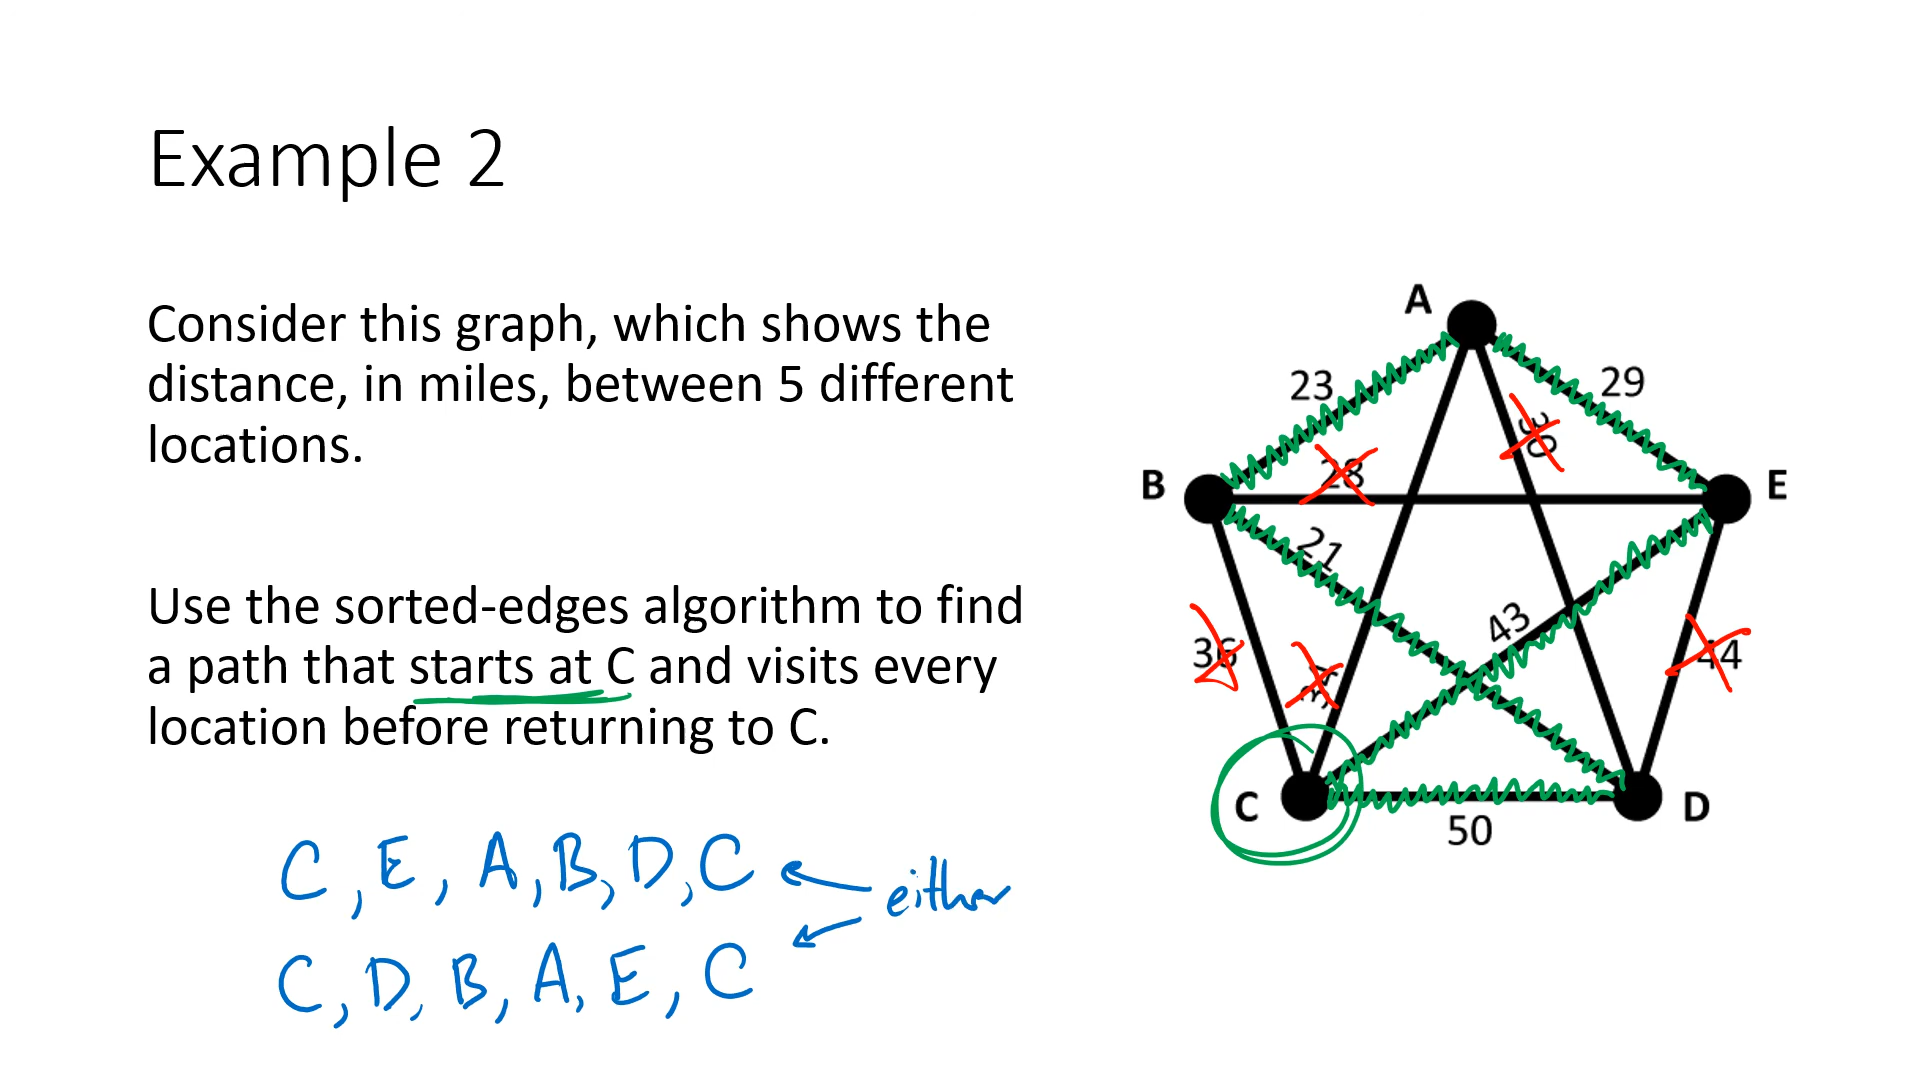 Example 2
Consider this graph, which shows the
distance, in miles, between 5 different
locations.
Use the sorted-edges algorithm to find
a path that starts at C and visits every
location before returning to C.
C, E, A, B, D, C
either
C, D, B, A, E, C
A
23
29
30
28
B
E
21
43
36
44
C
D
50